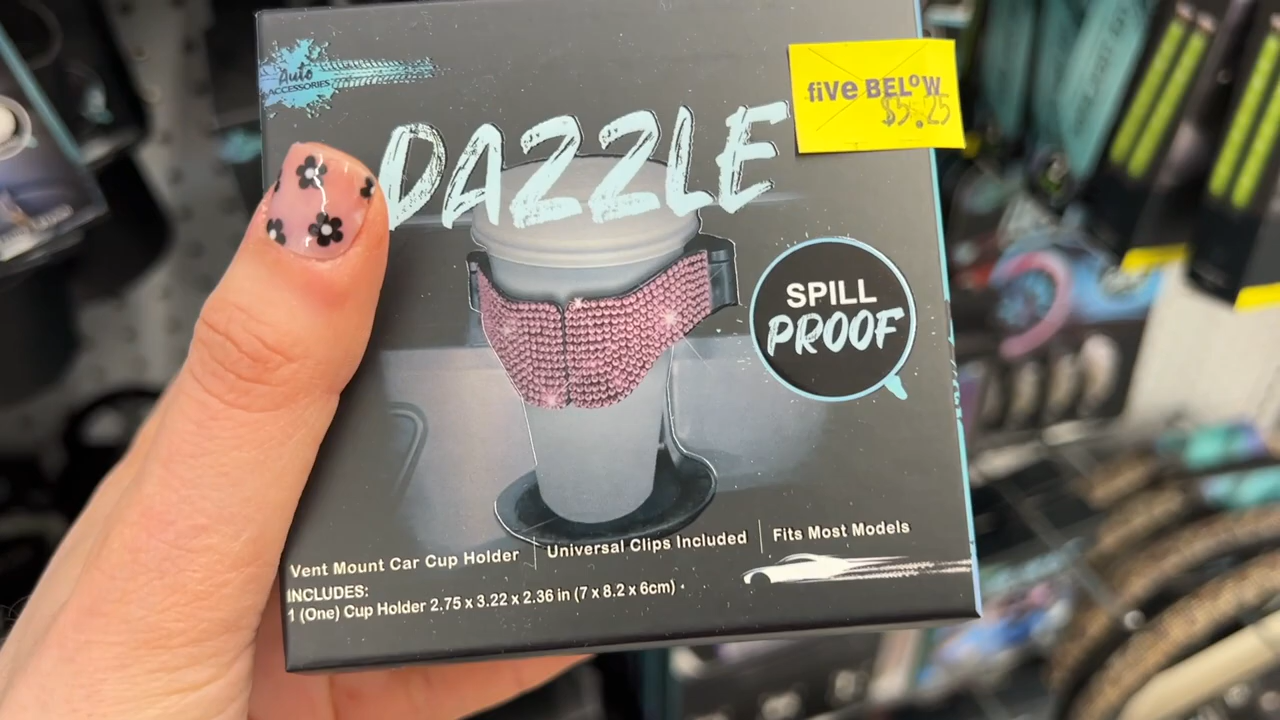 Auto
ACCESSORIES
five BELOW
$5.25
DAZZLE
SPILL
PROOF
Vent Mount Car Cup Holder | Universal Clips Included | Fits Most Models
INCLUDES:
1 (One) Cup Holder 2.75 x 3.22 x 2.36 in (7 x 8.2 x 6cm)